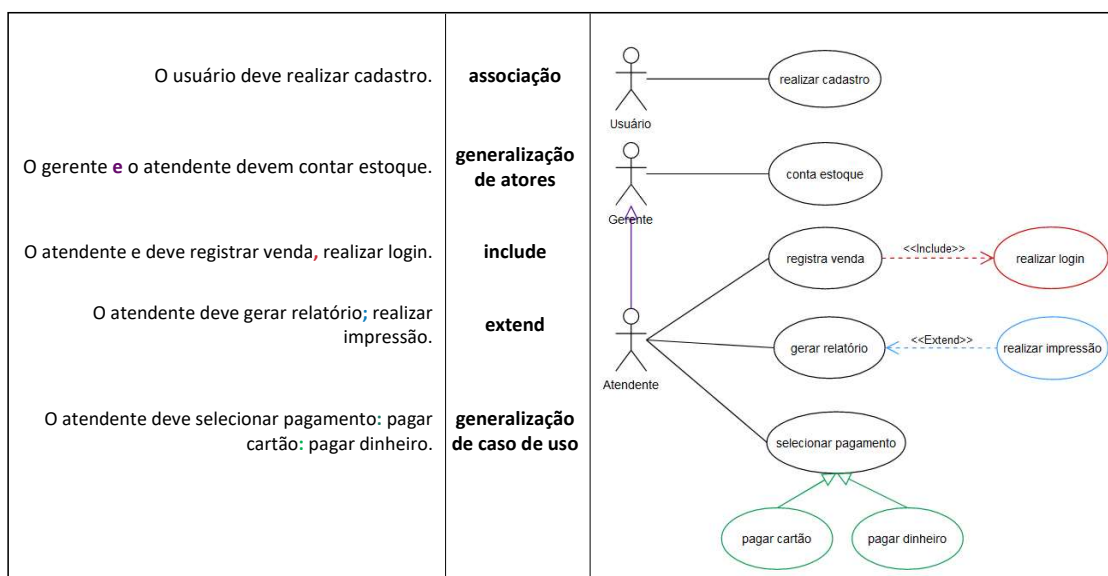 O usuário deve realizar cadastro.
associação
realizar cadastro
Usuário
O gerente e o atendente devem contar estoque.
generalização
de atores
conta estoque
Gerente
O atendente e deve registrar venda, realizar login.
include
registra venda
<<Include>>
realizar login
O atendente deve gerar relatório; realizar
impressão.
extend
gerar relatório
<<Extend>>
realizar impressão
Atendente
O atendente deve selecionar pagamento: pagar
cartão: pagar dinheiro.
generalização
de caso de uso
selecionar pagamento
pagar cartão
pagar dinheiro